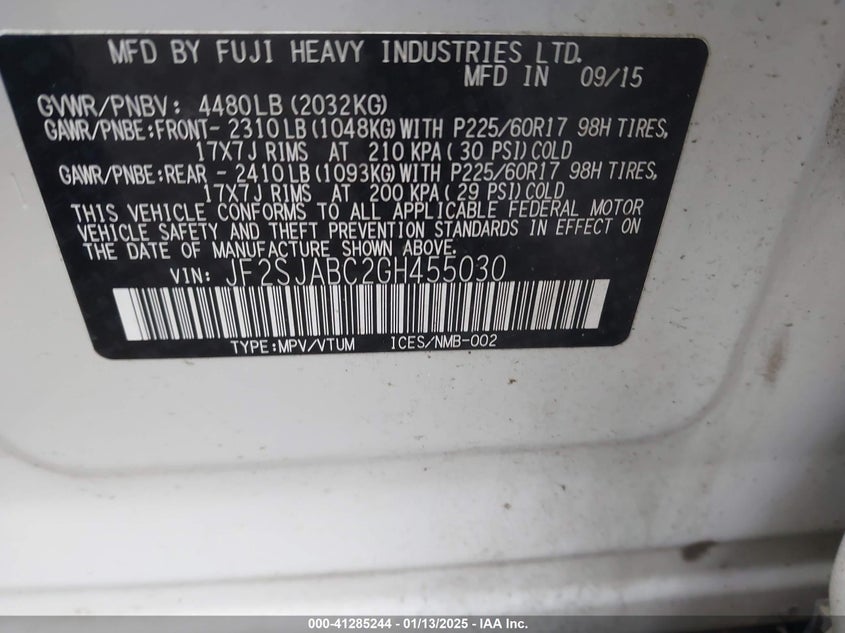 MFD BY FUJI HEAVY INDUSTRIES LTD.
MFD IN 09/15
GVWR/PNBV: 4480LB (2032KG)
GAWR/PNBE:FRONT- 2310LB (1048KG) WITH P225/60R17 98H TIRES,
17X7J RIMS AT 210 KPA ( 30 PSI) COLD
GAWR/PNBE:REAR - 2410LB (1093KG) WITH P225/60R17 98H TIRES,
17X7J RIMS AT 200 KPA ( 29 PSI) COLD
THIS VEHICLE CONFORMS TO ALL APPLICABLE FEDERAL MOTOR
VEHICLE SAFETY AND THEFT PREVENTION STANDARDS IN EFFECT ON
THE DATE OF MANUFACTURE SHOWN ABOVE.
VIN: JF2SJABC2GH455030
TYPE:MPV/VTUM ICES/NMB-002
000-41285244 - 01/13/2025 - IAA Inc.